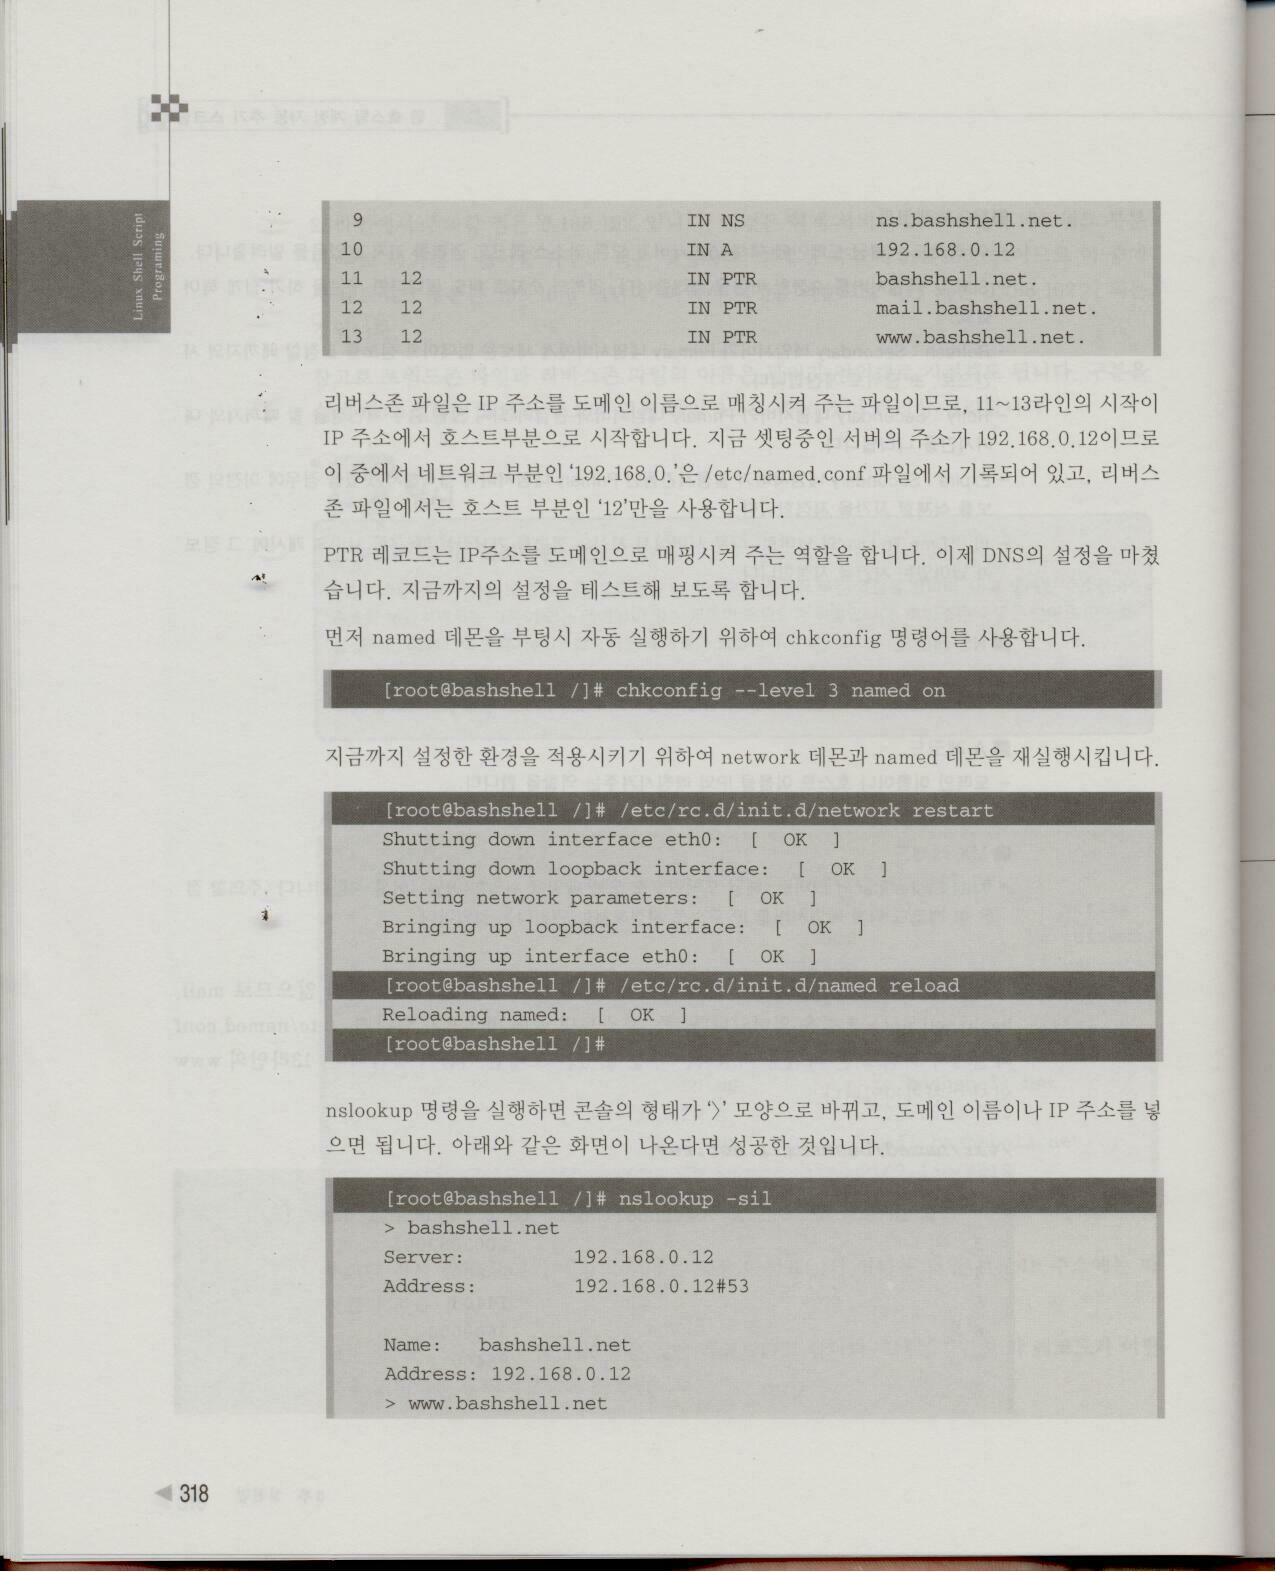 Linux Shell Script
Programing
9 IN NS ns.bashshell.net.
10 IN A 192.168.0.12
11 12 IN PTR bashshell.net.
12 12 IN PTR mail.bashshell.net.
13 12 IN PTR www.bashshell.net.
리버스존 파일은 IP 주소를 도메인 이름으로 매칭시켜 주는 파일이므로, 11~13라인의 시작이
IP 주소에서 호스트부분으로 시작합니다. 지금 셋팅중인 서버의 주소가 192.168.0.12이므로
이 중에서 네트워크 부분인 ‘192.168.0.’은 /etc/named.conf 파일에서 기록되어 있고, 리버스
존 파일에서는 호스트 부분인 ‘12’만을 사용합니다.
PTR 레코드는 IP주소를 도메인으로 매핑시켜 주는 역할을 합니다. 이제 DNS의 설정을 마쳤
습니다. 지금까지의 설정을 테스트해 보도록 합니다.
먼저 named 데몬을 부팅시 자동 실행하기 위하여 chkconfig 명령어를 사용합니다.
[root@bashshell /]# chkconfig --level 3 named on
지금까지 설정한 환경을 적용시키기 위하여 network 데몬과 named 데몬을 재실행시킵니다.
[root@bashshell /]# /etc/rc.d/init.d/network restart
Shutting down interface eth0: [ OK ]
Shutting down loopback interface: [ OK ]
Setting network parameters: [ OK ]
Bringing up loopback interface: [ OK ]
Bringing up interface eth0: [ OK ]
[root@bashshell /]# /etc/rc.d/init.d/named reload
Reloading named: [ OK ]
[root@bashshell /]#
nslookup 명령을 실행하면 콘솔의 형태가 ‘〉’ 모양으로 바뀌고, 도메인 이름이나 IP 주소를 넣
으면 됩니다. 아래와 같은 화면이 나온다면 성공한 것입니다.
[root@bashshell /]# nslookup -sil
> bashshell.net
Server: 192.168.0.12
Address: 192.168.0.12#53
Name: bashshell.net
Address: 192.168.0.12
> www.bashshell.net
318